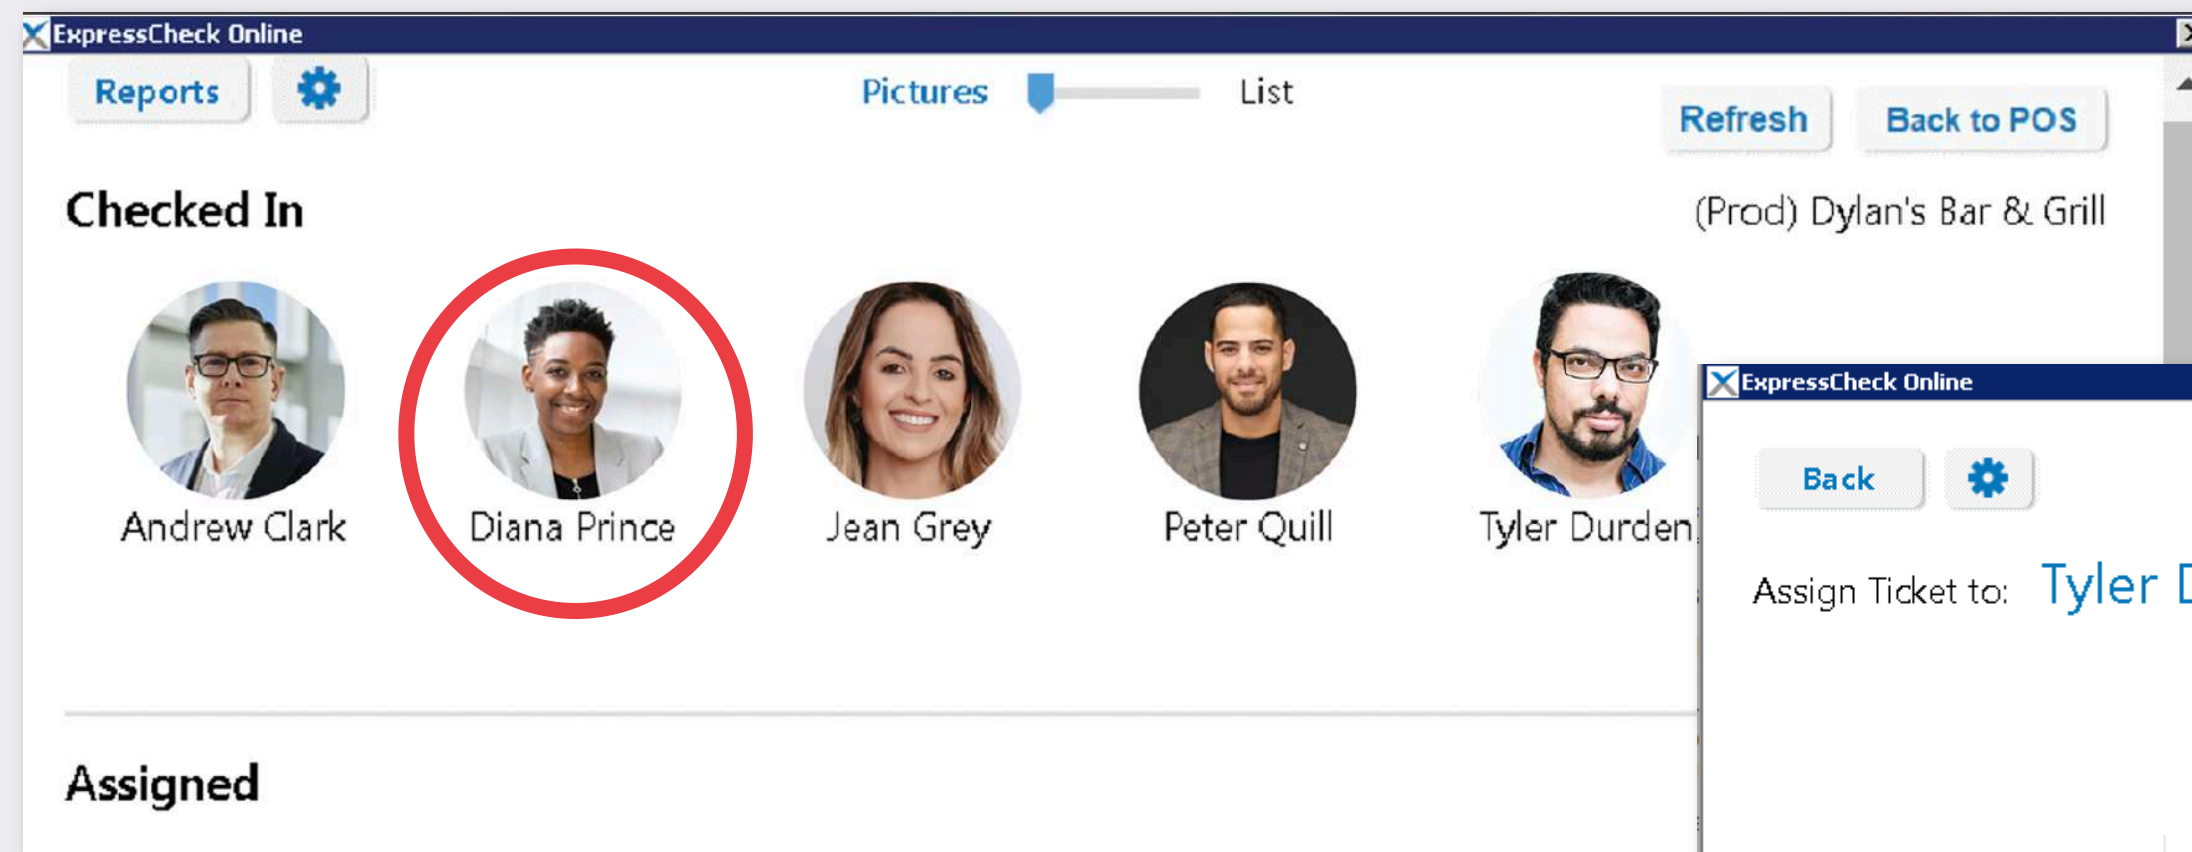 ExpressCheck Online
Reports
Pictures List
Refresh Back to POS
Checked In
(Prod) Dylan's Bar & Grill
Andrew Clark Diana Prince Jean Grey Peter Quill Tyler Durden
Assigned
ExpressCheck Online
Back
Assign Ticket to: Tyler